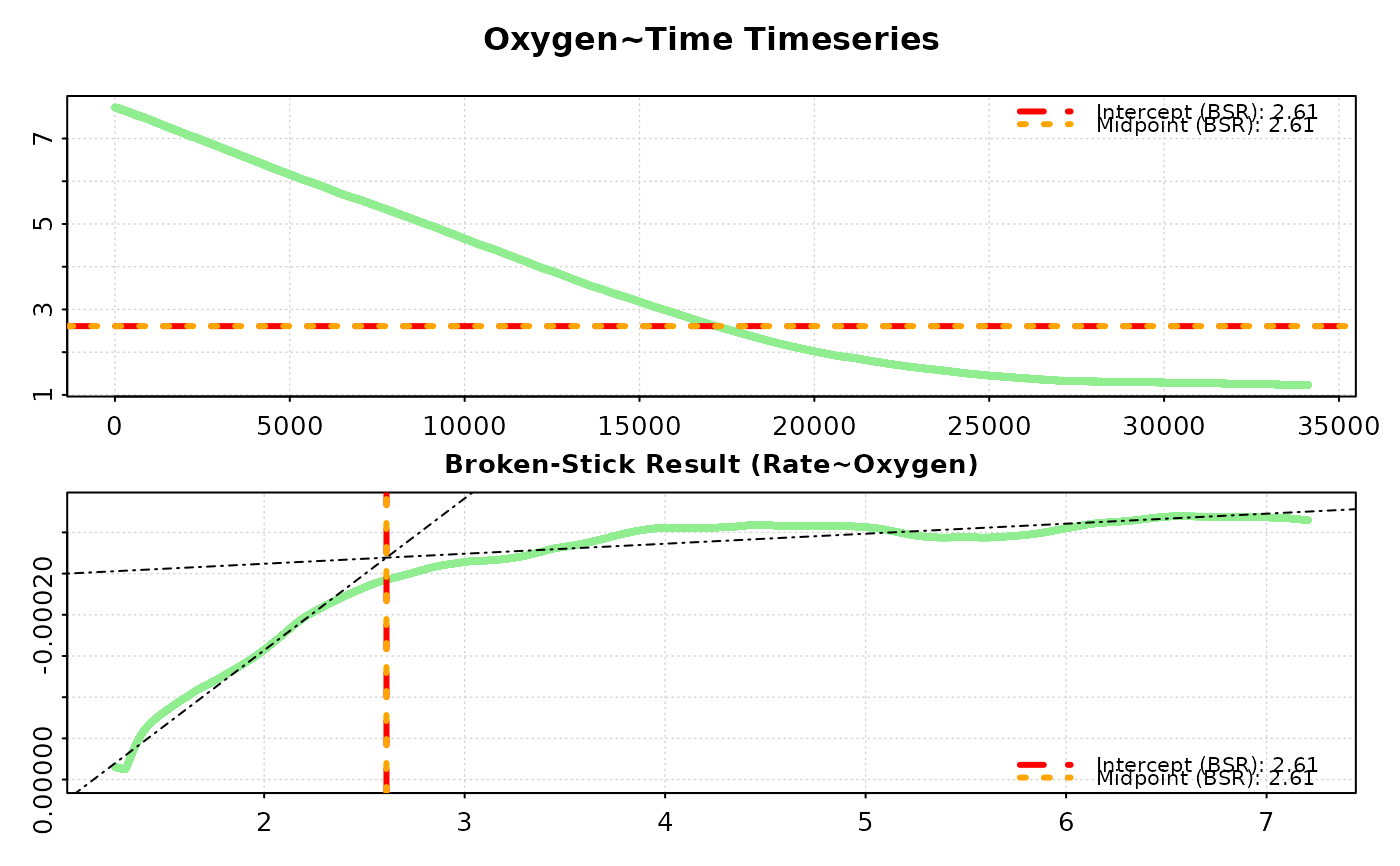 Oxygen~Time Timeseries
Intercept (BSR): 2.61
Midpoint (BSR): 2.61
7
5
3
1
0 5000 10000 15000 20000 25000 30000 35000
Broken-Stick Result (Rate~Oxygen)
-0.00020
0.00000
Intercept (BSR): 2.61
Midpoint (BSR): 2.61
2 3 4 5 6 7